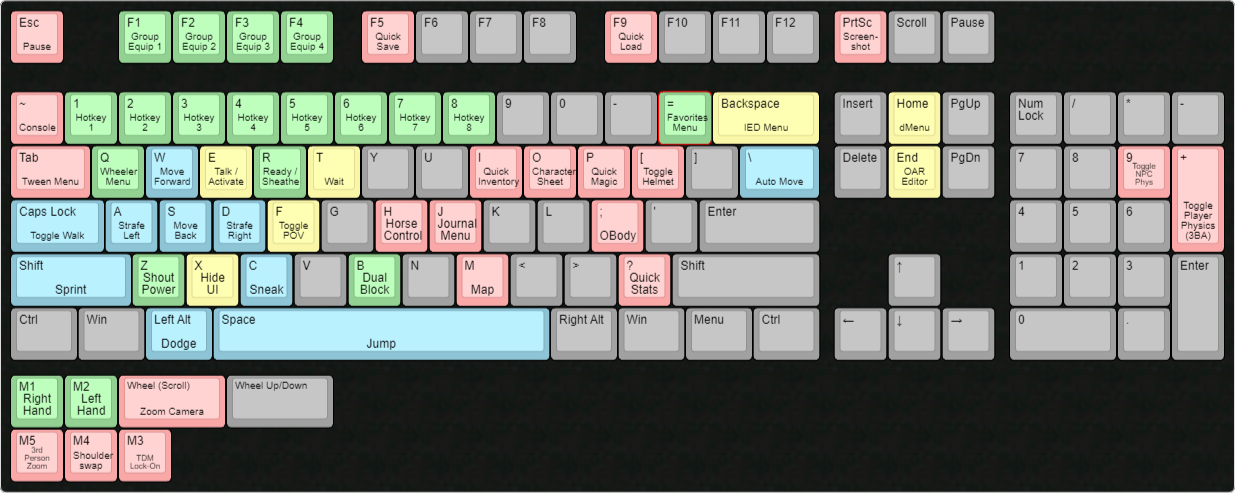 Esc
Pause
F1
Group
Equip 1
F2
Group
Equip 2
F3
Group
Equip 3
F4
Group
Equip 4
F5
Quick
Save
F6
F7
F8
F9
Quick
Load
F10
F11
F12
PrtSc
Screen-
shot
Scroll
Pause
~
Console
1
Hotkey
1
2
Hotkey
2
3
Hotkey
3
4
Hotkey
4
5
Hotkey
5
6
Hotkey
6
7
Hotkey
7
8
Hotkey
8
9
0
-
=
Favorites
Menu
Backspace
IED Menu
Insert
Home
dMenu
PgUp
Num
Lock
/
*
-
Tab
Tween Menu
Q
Wheeler
Menu
W
Move
Forward
E
Talk /
Activate
R
Ready /
Sheathe
T
Wait
Y
U
I
Quick
Inventory
O
Character
Sheet
P
Quick
Magic
[
Toggle
Helmet
]
\
Auto Move
Delete
End
OAR
Editor
PgDn
7
8
9
Toggle
NPC
Phys
+
Toggle
Player
Physics
(3BA)
Caps Lock
Toggle Walk
A
Strafe
Left
S
Move
Back
D
Strafe
Right
F
Toggle
POV
G
H
Horse
Control
J
Journal
Menu
K
L
;
OBody
'
Enter
4
5
6
Shift
Sprint
Z
Shout
Power
X
Hide
UI
C
Sneak
V
B
Dual
Block
N
M
Map
<
>
?
Quick
Stats
Shift
↑
1
2
3
Enter
Ctrl
Win
Left Alt
Dodge
Space
Jump
Right Alt
Win
Menu
Ctrl
←
↓
→
0
.
M1
Right
Hand
M2
Left
Hand
Wheel (Scroll)
Zoom Camera
Wheel Up/Down
M5
3rd
Person
Zoom
M4
Shoulder
swap
M3
TDM
Lock-On